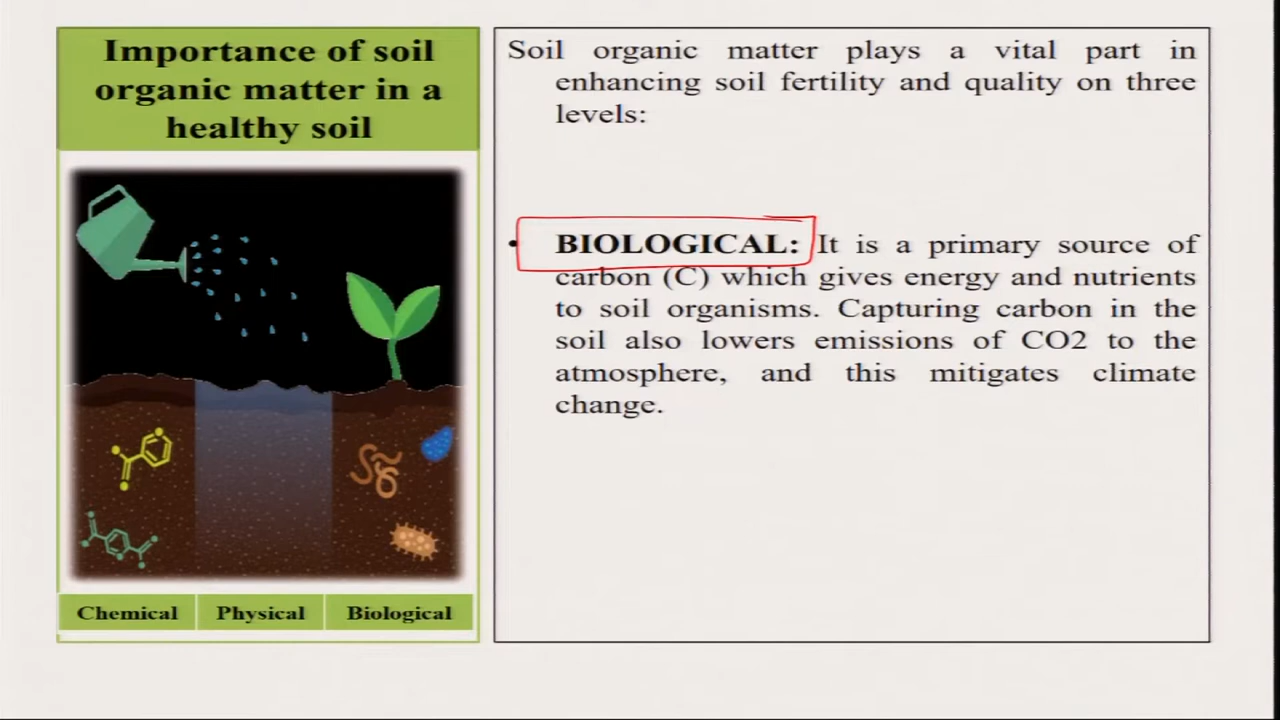 Importance of soil
organic matter in a
healthy soil
Chemical
Physical
Biological
Soil organic matter plays a vital part in
enhancing soil fertility and quality on three
levels:
• BIOLOGICAL: It is a primary source of
carbon (C) which gives energy and nutrients
to soil organisms. Capturing carbon in the
soil also lowers emissions of CO2 to the
atmosphere, and this mitigates climate
change.